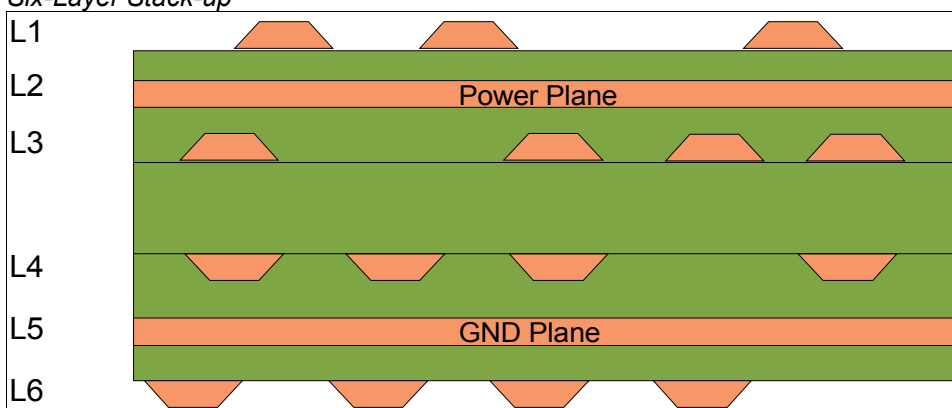 Six-Layer Stack-up
L1
L2
Power Plane
L3
L4
L5
GND Plane
L6